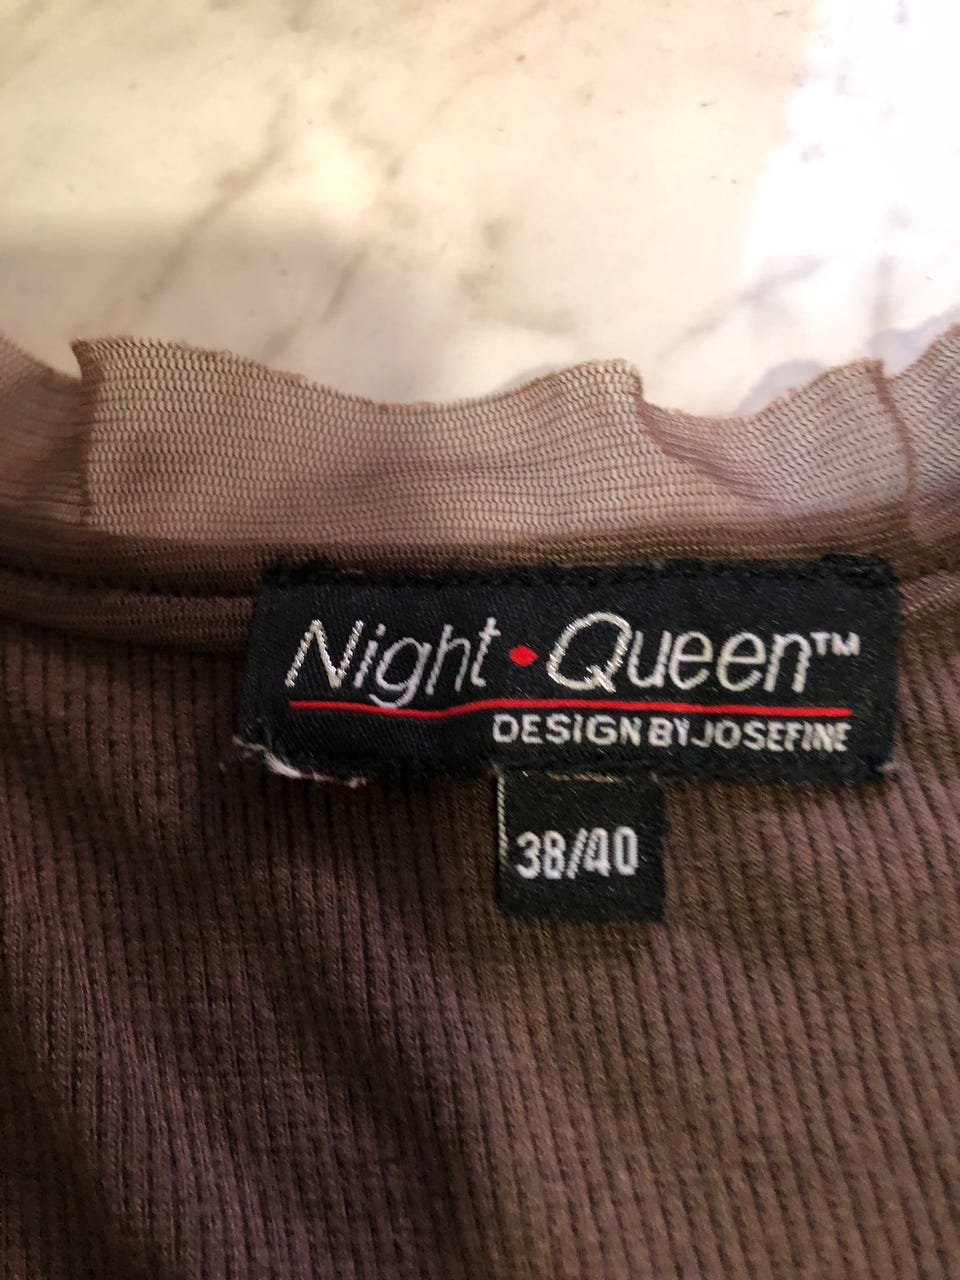 Night • Queen™
DESIGN BY JOSEFINE
38/40